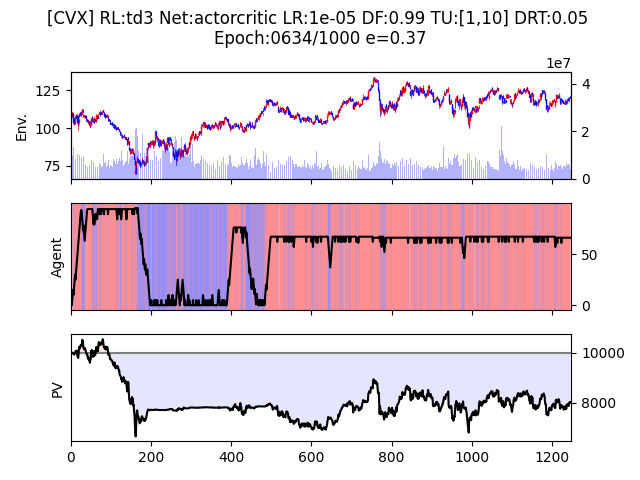 [CVX] RL:td3 Net:actorcritic LR:1e-05 DF:0.99 TU:[1,10] DRT:0.05
Epoch:0634/1000 e=0.37
1e7
125
100
75
Env.
4
2
0
Agent
50
0
PV
10000
8000
0
200
400
600
800
1000
1200